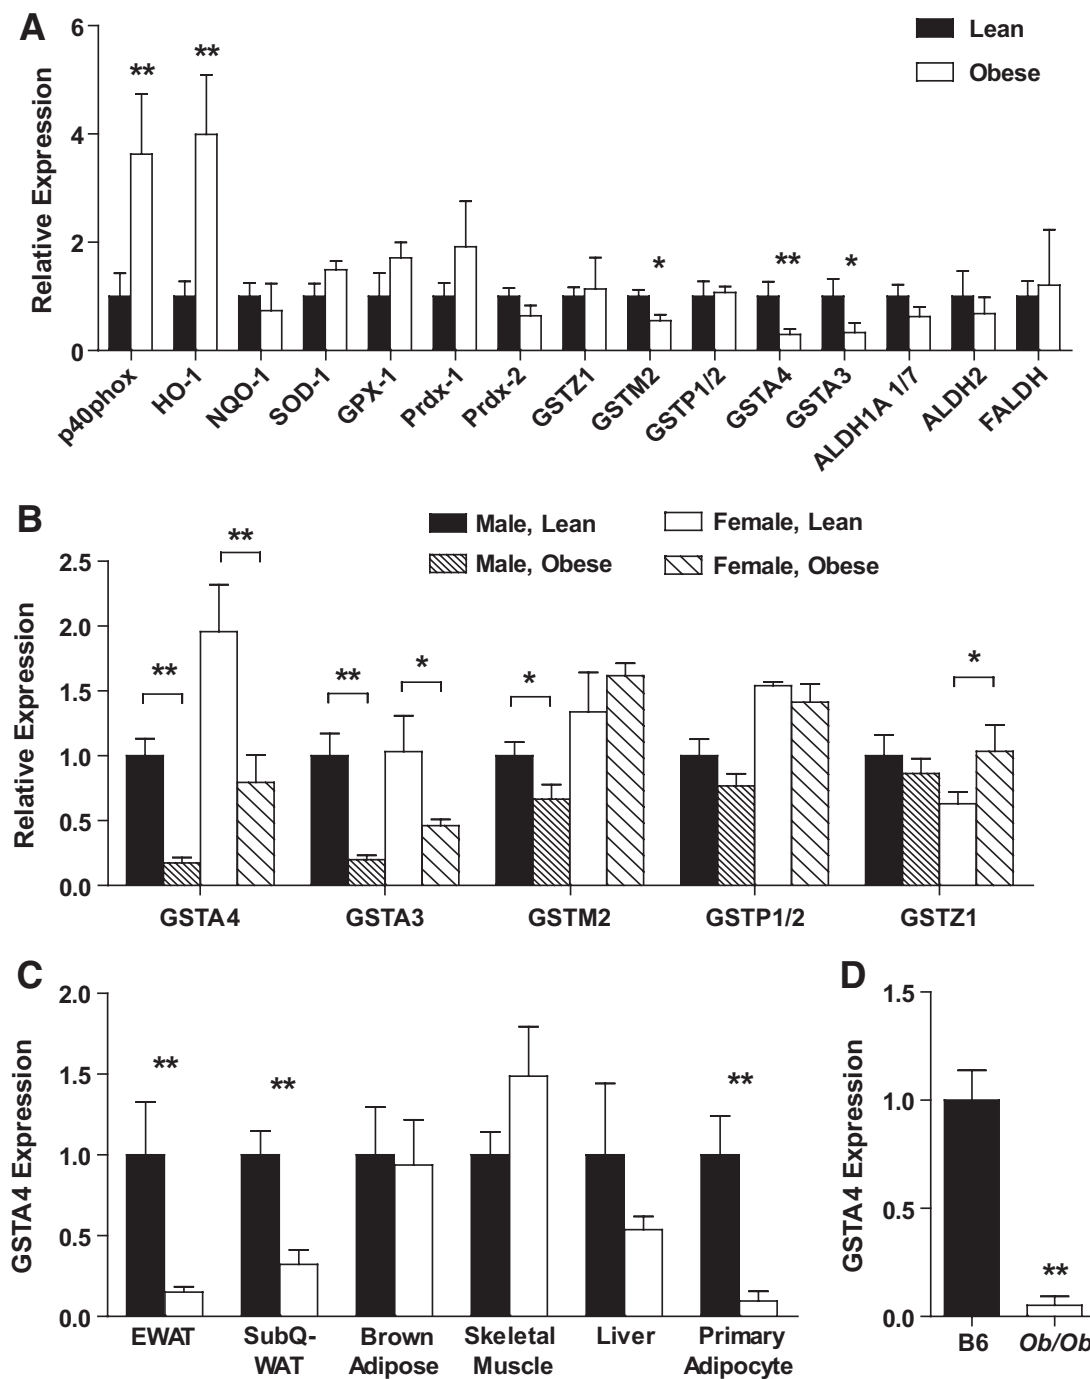 A
Relative Expression
6
4
2
0
Lean
Obese
**
**
*
**
*
p40phox
HO-1
NQO-1
SOD-1
GPX-1
Prdx-1
Prdx-2
GSTZ1
GSTM2
GSTP1/2
GSTA4
GSTA3
ALDH1A 1/7
ALDH2
FALDH
B
Male, Lean
Female, Lean
Male, Obese
Female, Obese
Relative Expression
2.5
2.0
1.5
1.0
0.5
0.0
**
**
**
*
*
*
GSTA4
GSTA3
GSTM2
GSTP1/2
GSTZ1
C
GSTA4 Expression
2.0
1.5
1.0
0.5
0.0
**
**
**
EWAT
SubQ-
WAT
Brown
Adipose
Skeletal
Muscle
Liver
Primary
Adipocyte
D
GSTA4 Expression
1.5
1.0
0.5
0.0
**
B6
Ob/Ob